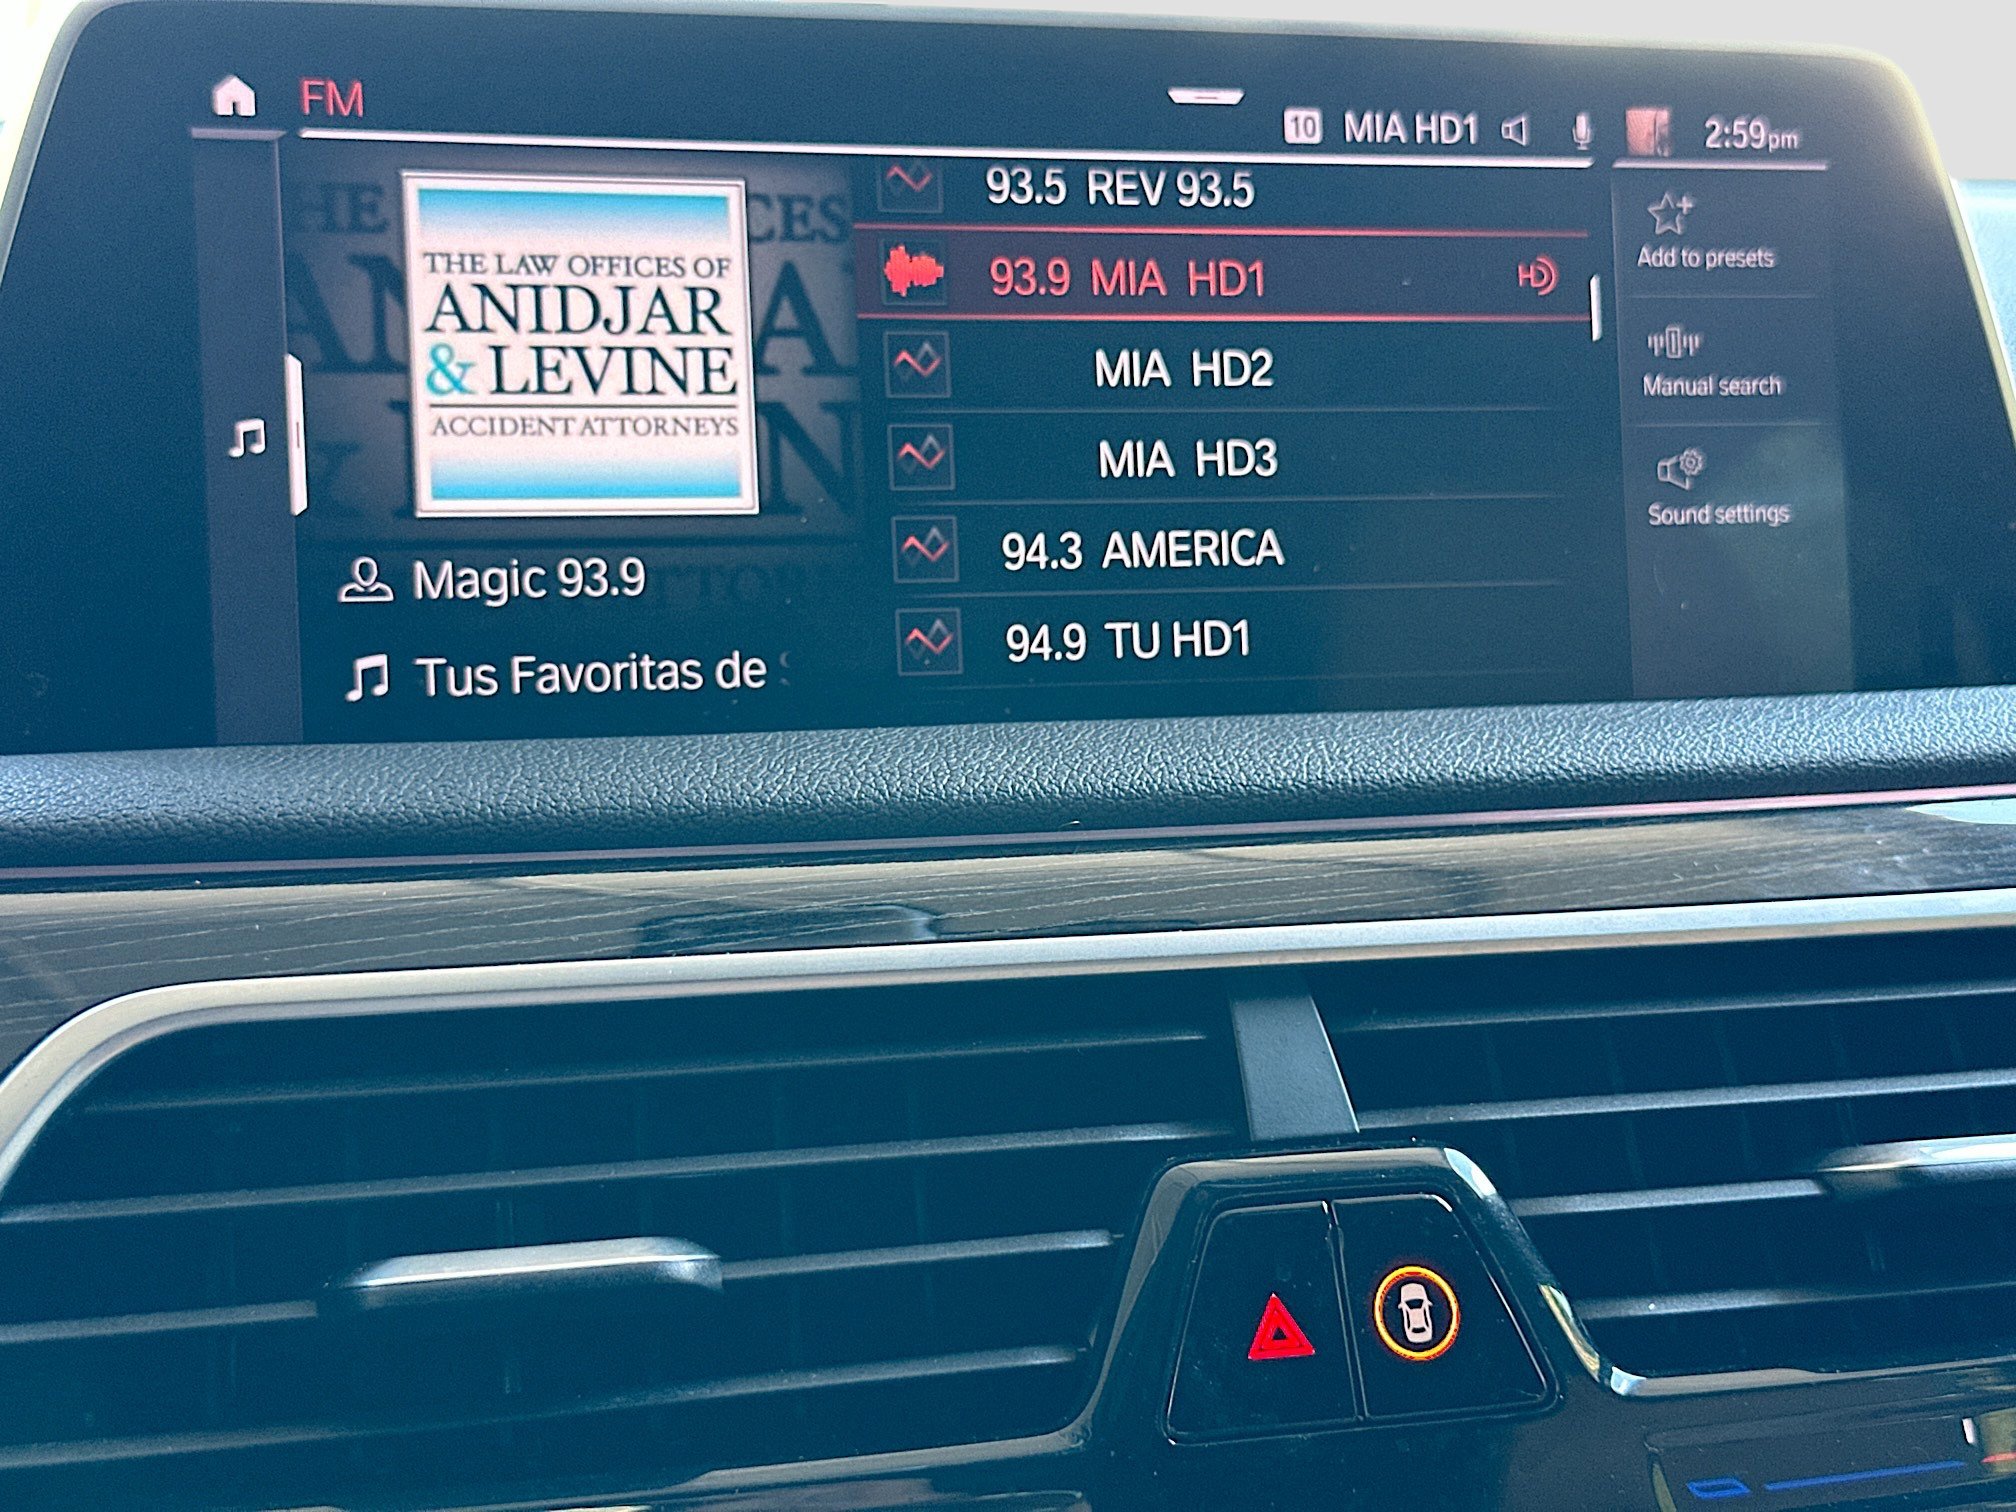 FM
10 MIA HD1
2:59pm
THE LAW OFFICES OF
ANIDJAR
& LEVINE
ACCIDENT ATTORNEYS
Magic 93.9
Tus Favoritas de
93.5 REV 93.5
93.9 MIA HD1
HD
MIA HD2
MIA HD3
94.3 AMERICA
94.9 TU HD1
Add to presets
Manual search
Sound settings